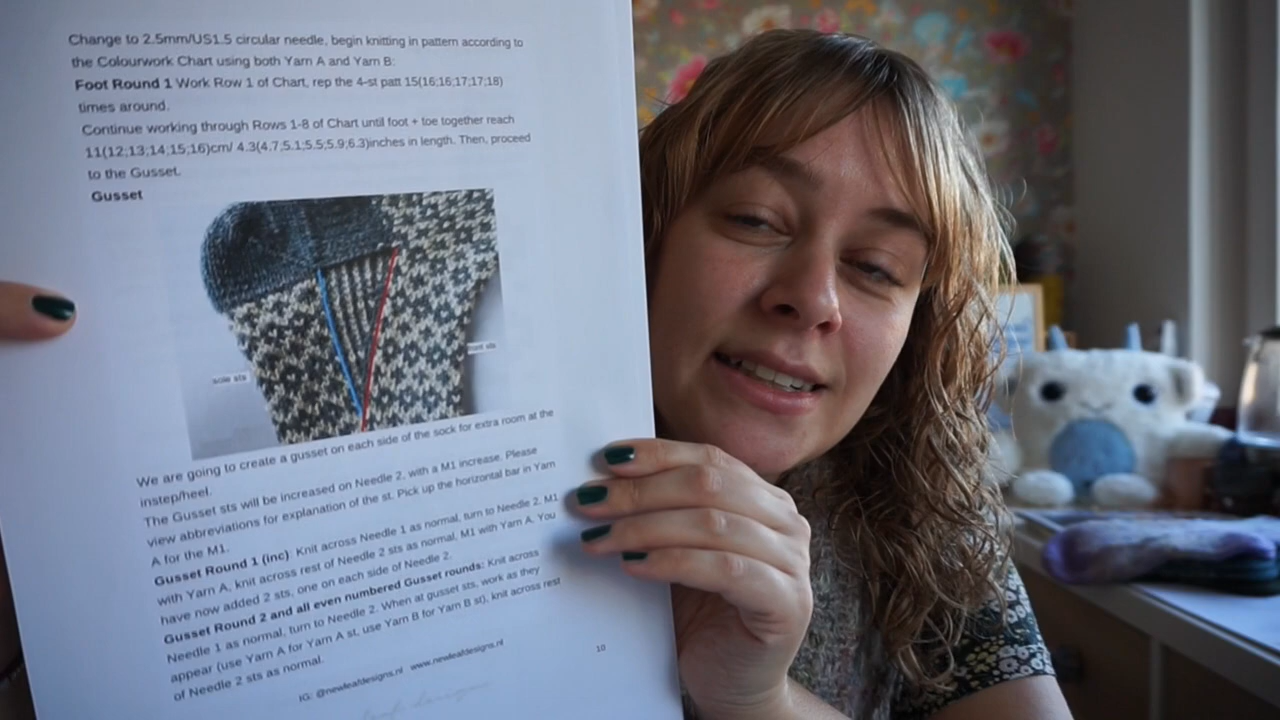 Change to 2.5mm/US1.5 circular needle, begin knitting in pattern according to
the Colourwork Chart using both Yarn A and Yarn B:
Foot Round 1 Work Row 1 of Chart, rep the 4-st patt 15(16;16;17;17;18)
times around.
Continue working through Rows 1-8 of Chart until foot + toe together reach
11(12;13;14;15;16)cm/ 4.3(4.7;5.1;5.5;5.9;6.3)inches in length. Then, proceed
to the Gusset.
Gusset
sole sts
sts
We are going to create a gusset on each side of the sock for extra room at the
instep/heel.
The Gusset sts will be increased on Needle 2, with a M1 increase. Please
view abbreviations for explanation of the st. Pick up the horizontal bar in Yarn
A for the M1.
Gusset Round 1 (inc): Knit across Needle 1 as normal, turn to Needle 2. M1
with Yarn A, knit across rest of Needle 2 sts as normal, M1 with Yarn A. You
have now added 2 sts, one on each side of Needle 2.
Gusset Round 2 and all even numbered Gusset rounds: Knit across
Needle 1 as normal, turn to Needle 2. When at gusset sts, work as they
appear (use Yarn A for Yarn A st, use Yarn B for Yarn B st), knit across rest
of Needle 2 sts as normal.
IG: @newleafdesigns.nl www.newleafdesigns.nl
10